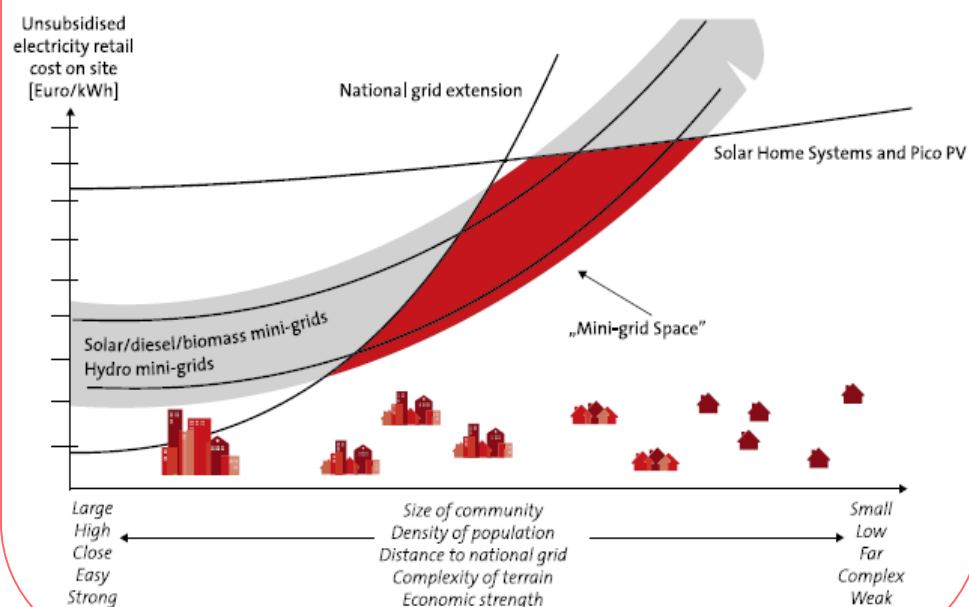 Unsubsidised
electricity retail
cost on site
[Euro/kWh]
National grid extension
Solar Home Systems and Pico PV
„Mini-grid Space”
Solar/diesel/biomass mini-grids
Hydro mini-grids
Large
High
Close
Easy
Strong
Size of community
Density of population
Distance to national grid
Complexity of terrain
Economic strength
Small
Low
Far
Complex
Weak